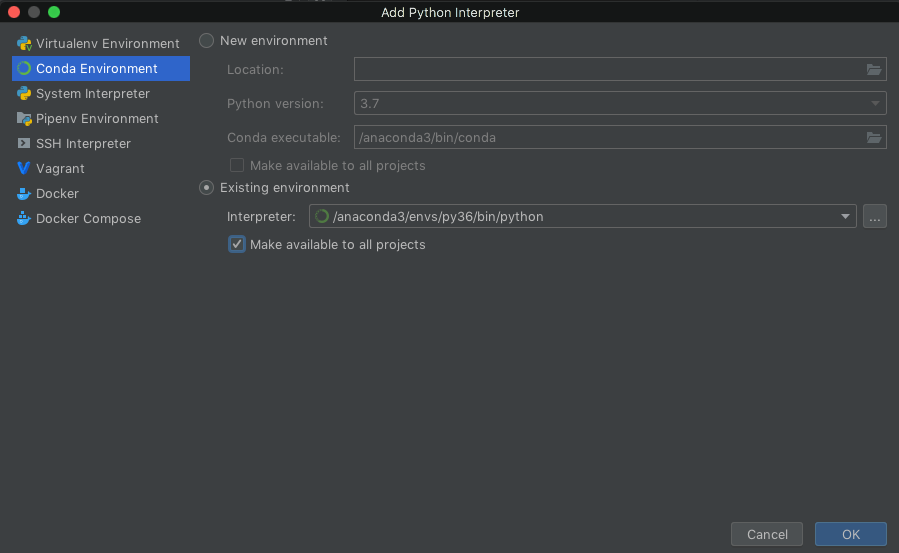 Add Python Interpreter
Virtualenv Environment
Conda Environment
System Interpreter
Pipenv Environment
SSH Interpreter
Vagrant
Docker
Docker Compose
New environment
Location:
Python version: 3.7
Conda executable: /anaconda3/bin/conda
Make available to all projects
Existing environment
Interpreter: /anaconda3/envs/py36/bin/python ...
Make available to all projects
Cancel OK